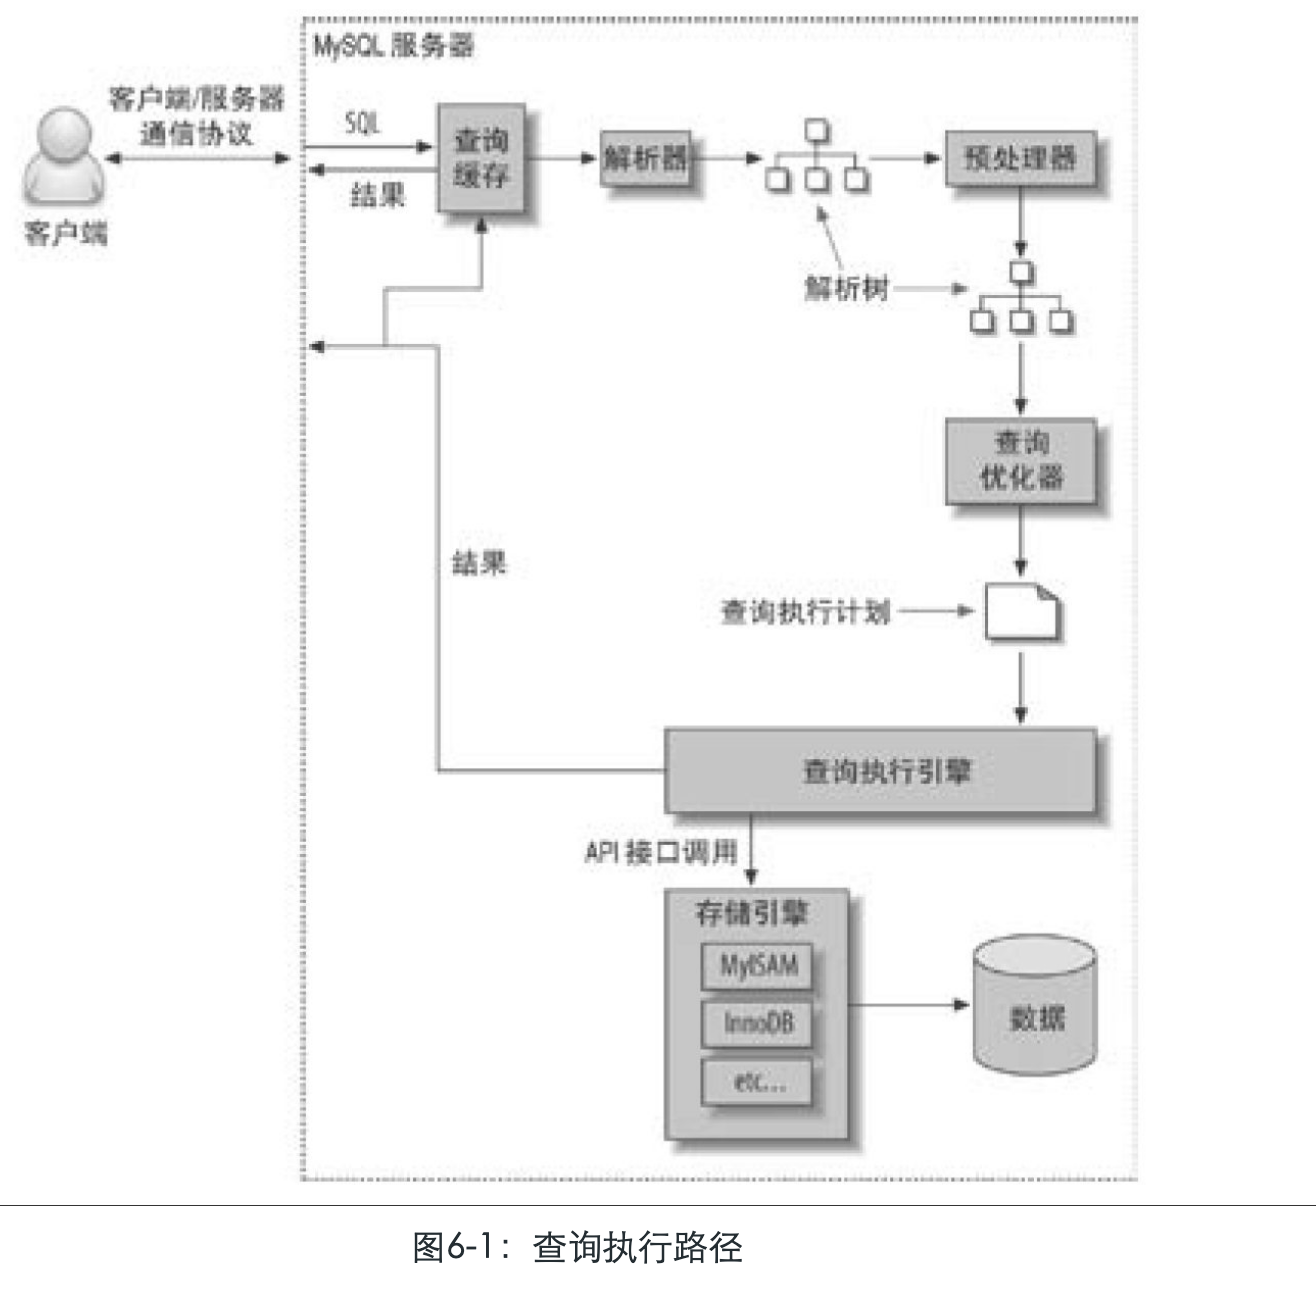 MySQL 服务器
客户端/服务器
通信协议
客户端
SQL
结果
查询
缓存
解析器
预处理器
解析树
查询
优化器
结果
查询执行计划
查询执行引擎
API 接口调用
存储引擎
MyISAM
InnoDB
etc...
数据
图6-1：查询执行路径